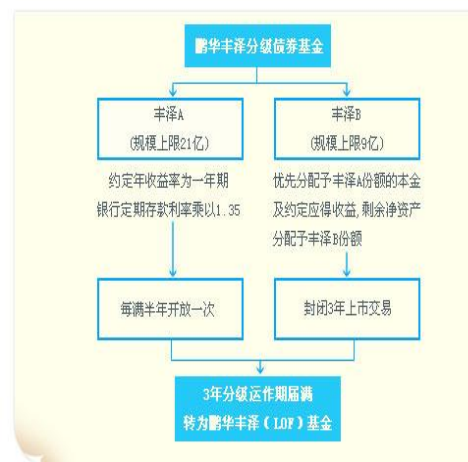 鹏华丰泽分级债券基金
丰泽A
(规模上限21亿)
丰泽B
(规模上限9亿)
约定年收益率为一年期
银行定期存款利率乘以1.35
优先分配予丰泽A份额的本金
及约定应得收益,剩余净资产
分配予丰泽B份额
每满半年开放一次
封闭3年上市交易
3年分级运作期届满
转为鹏华丰泽（LOF）基金